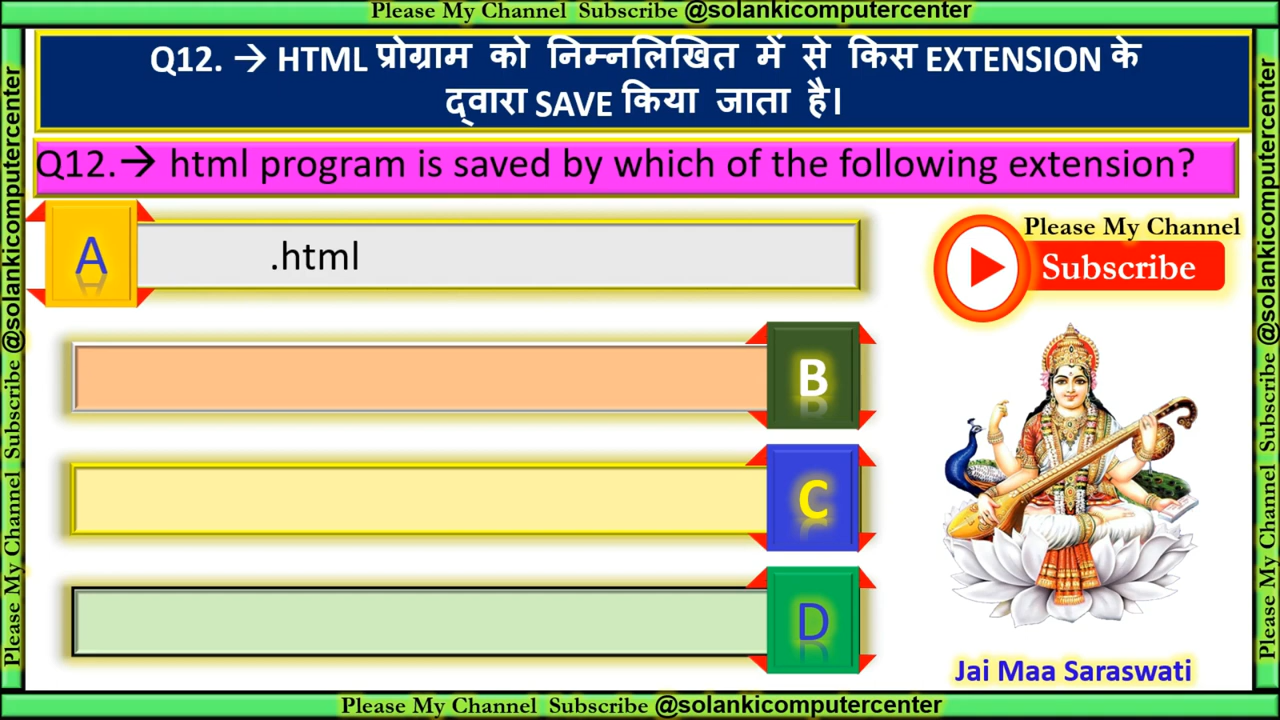 Please My Channel Subscribe @solankicomputercenter
Q12. → HTML प्रोग्राम को निम्नलिखित में से किस EXTENSION के
द्वारा SAVE किया जाता है।
Q12.→ html program is saved by which of the following extension?
A .html
Please My Channel
Subscribe
B
C
D
Jai Maa Saraswati
Please My Channel Subscribe @solankicomputercenter
Please My Channel Subscribe @solankicomputercenter
Please My Channel Subscribe @solankicomputercenter